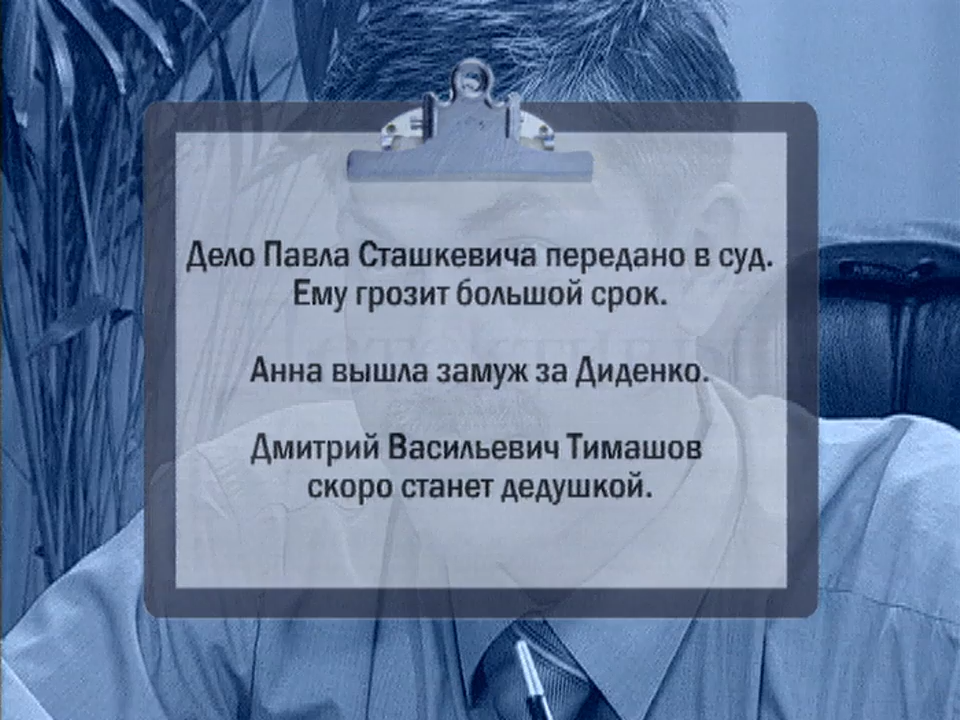 Дело Павла Сташкевича передано в суд.
Ему грозит большой срок.
Анна вышла замуж за Диденко.
Дмитрий Васильевич Тимашов
скоро станет дедушкой.